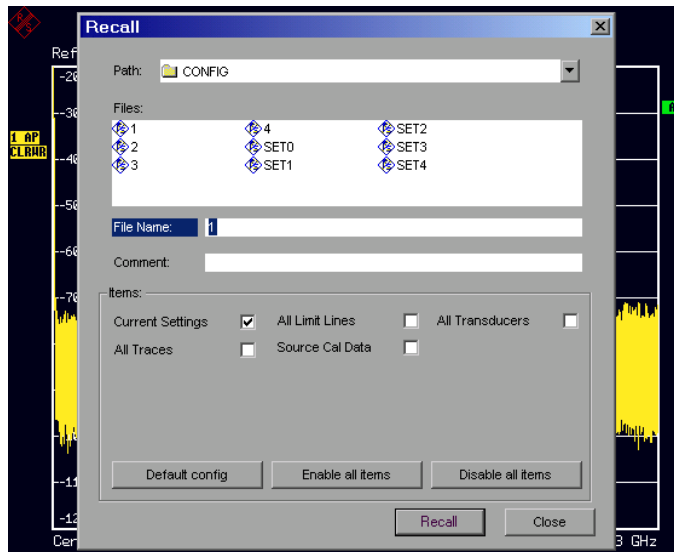 Recall
Ref
Path: CONFIG
-20
Files:
--30
1 4 SET2
1 AP
CLRWR
2 SET0 SET3
--40
3 SET1 SET4
--50
File Name: 1
--60
Comment:
--70
Items:
Current Settings All Limit Lines All Transducers
All Traces Source Cal Data
Default config Enable all items Disable all items
--11
-12
Recall Close
Cen 3 GHz